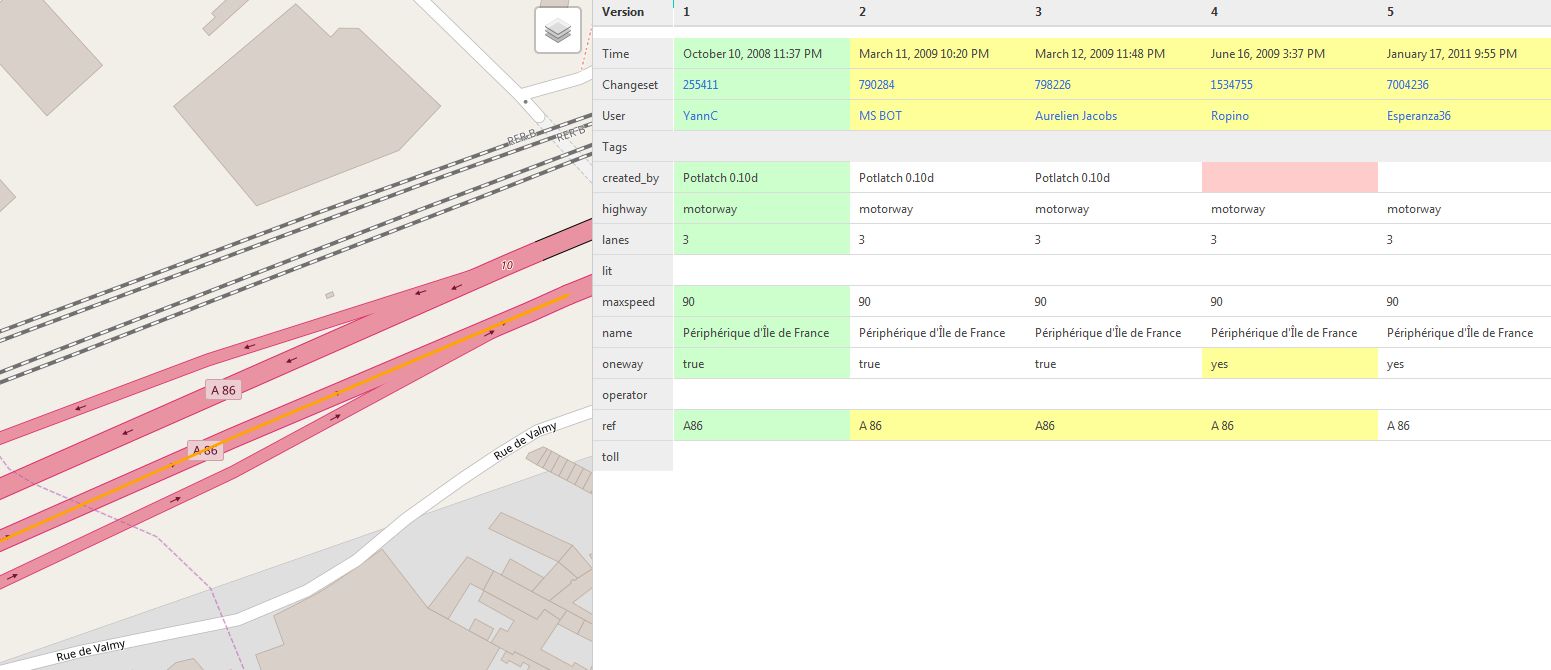 RER B
RER B
10
A 86
A 86
Rue de Valmy
Rue de Valmy
Version 1 2 3 4 5
Time October 10, 2008 11:37 PM March 11, 2009 10:20 PM March 12, 2009 11:48 PM June 16, 2009 3:37 PM January 17, 2011 9:55 PM
Changeset 255411 790284 798226 1534755 7004236
User YannC MS BOT Aurelien Jacobs Ropino Esperanza36
Tags
created_by Potlatch 0.10d Potlatch 0.10d Potlatch 0.10d
highway motorway motorway motorway motorway motorway
lanes 3 3 3 3 3
lit
maxspeed 90 90 90 90 90
name Périphérique d'Île de France Périphérique d'Île de France Périphérique d'Île de France Périphérique d'Île de France Périphérique d'Île de France
oneway true true true yes yes
operator
ref A86 A 86 A86 A 86 A 86
toll